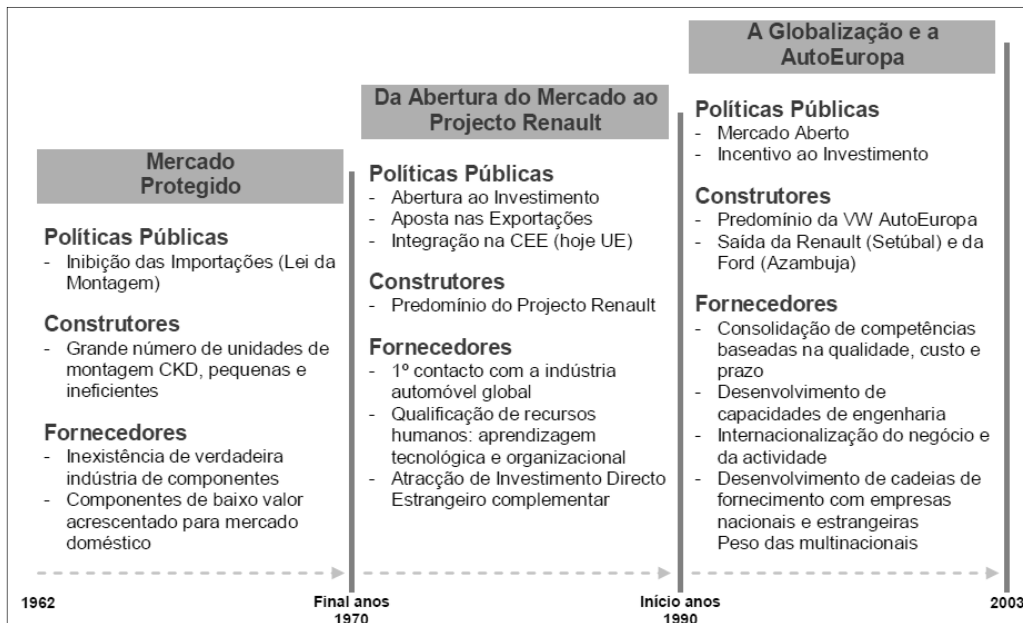 Mercado
Protegido
Políticas Públicas
- Inibição das Importações (Lei da
Montagem)
Construtores
- Grande número de unidades de
montagem CKD, pequenas e
ineficientes
Fornecedores
- Inexistência de verdadeira
indústria de componentes
- Componentes de baixo valor
acrescentado para mercado
doméstico
Da Abertura do Mercado ao
Projecto Renault
Políticas Públicas
- Abertura ao Investimento
- Aposta nas Exportações
- Integração na CEE (hoje UE)
Construtores
- Predomínio do Projecto Renault
Fornecedores
- 1º contacto com a indústria
automóvel global
- Qualificação de recursos
humanos: aprendizagem
tecnológica e organizacional
- Atracção de Investimento Directo
Estrangeiro complementar
A Globalização e a
AutoEuropa
Políticas Públicas
- Mercado Aberto
- Incentivo ao Investimento
Construtores
- Predomínio da VW AutoEuropa
- Saída da Renault (Setúbal) e da
Ford (Azambuja)
Fornecedores
- Consolidação de competências
baseadas na qualidade, custo e
prazo
- Desenvolvimento de
capacidades de engenharia
- Internacionalização do negócio e
da actividade
- Desenvolvimento de cadeias de
fornecimento com empresas
nacionais e estrangeiras
Peso das multinacionais
1962
Final anos
1970
Início anos
1990
2003